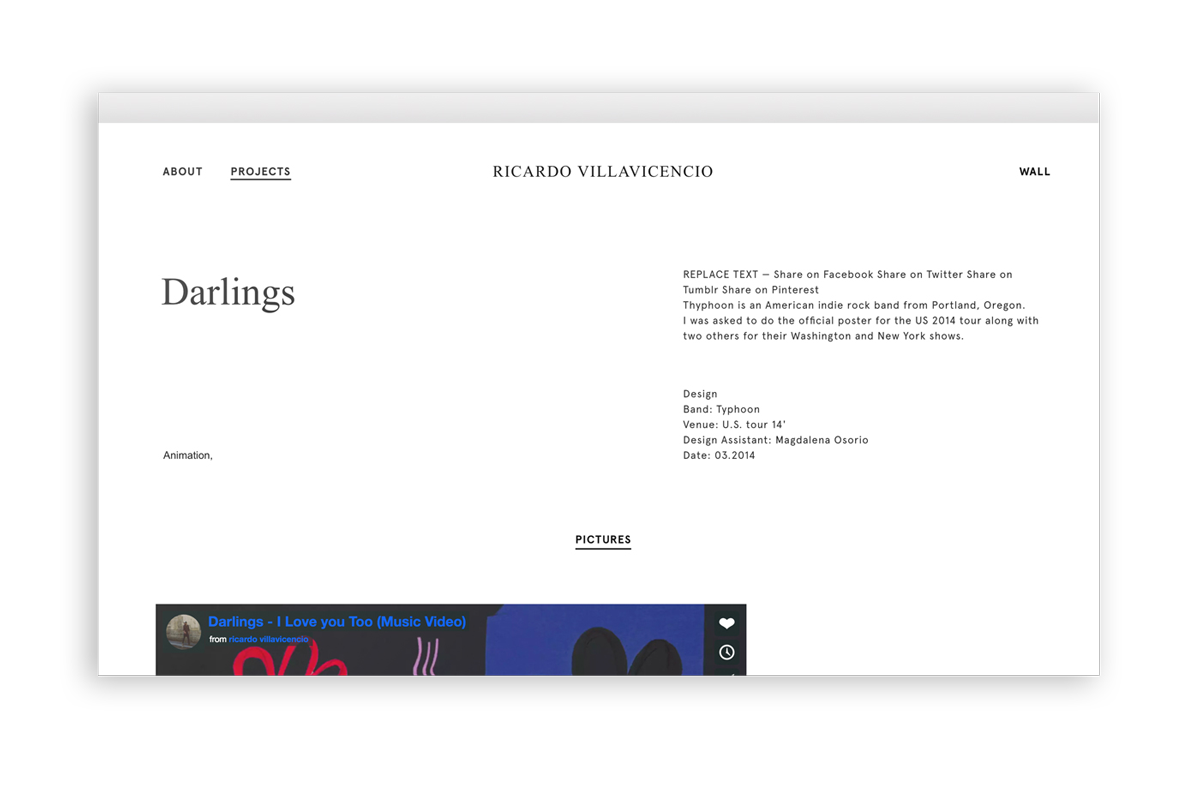 ABOUT PROJECTS RICARDO VILLAVICENCIO WALL
Darlings
REPLACE TEXT — Share on Facebook Share on Twitter Share on
Tumblr Share on Pinterest
Thyphoon is an American indie rock band from Portland, Oregon.
I was asked to do the official poster for the US 2014 tour along with
two others for their Washington and New York shows.
Design
Band: Typhoon
Venue: U.S. tour 14'
Design Assistant: Magdalena Osorio
Date: 03.2014
Animation,
PICTURES
Darlings - I Love you Too (Music Video)
from ricardo villavicencio